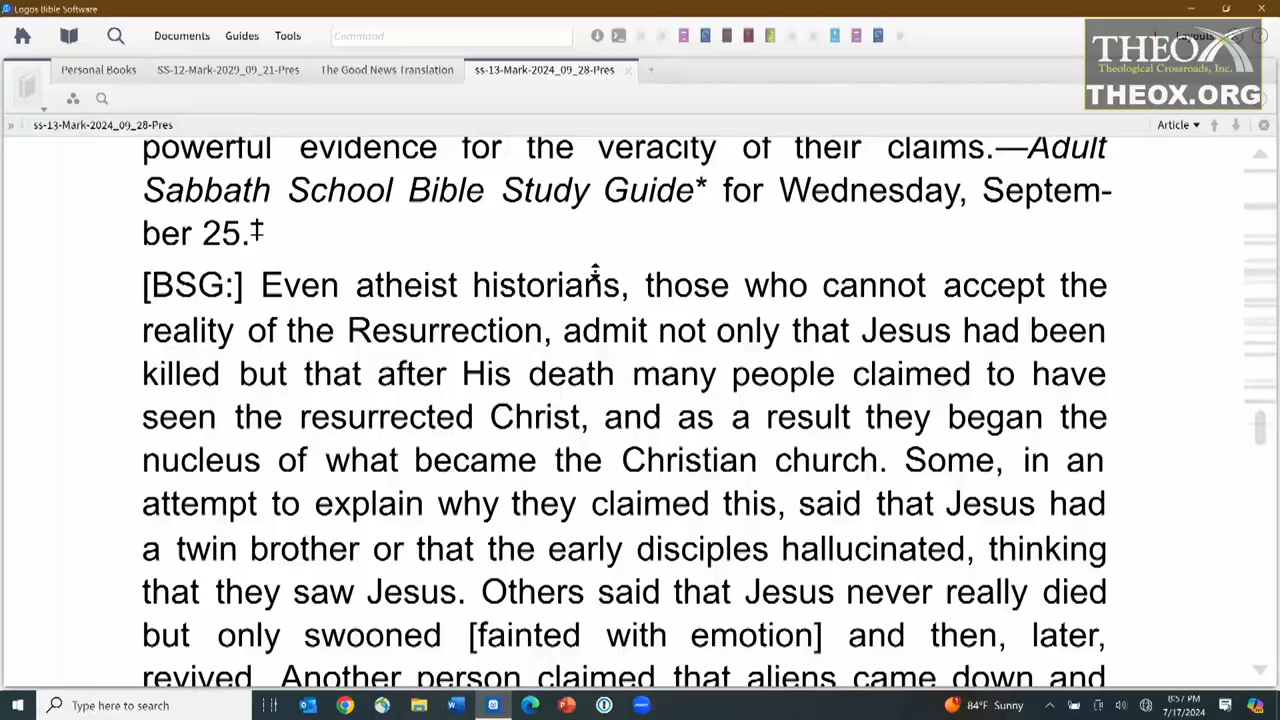 Logos Bible Software
Documents Guides Tools Command
THEOX
Theological Crossroads, Inc.
THEOX.ORG
Personal Books SS-12-Mark-2029_09_21-Pres The Good News ss-13-Mark-2024_09_28-Pres
ss-13-Mark-2024_09_28-Pres Article
powerful evidence for the veracity of their claims.—Adult
Sabbath School Bible Study Guide* for Wednesday, Septem-
ber 25.‡
[BSG:] Even atheist historians, those who cannot accept the
reality of the Resurrection, admit not only that Jesus had been
killed but that after His death many people claimed to have
seen the resurrected Christ, and as a result they began the
nucleus of what became the Christian church. Some, in an
attempt to explain why they claimed this, said that Jesus had
a twin brother or that the early disciples hallucinated, thinking
that they saw Jesus. Others said that Jesus never really died
but only swooned [fainted with emotion] and then, later,
revived. Another person claimed that aliens came down and
Type here to search 84°F Sunny 8:57 PM
7/17/2024